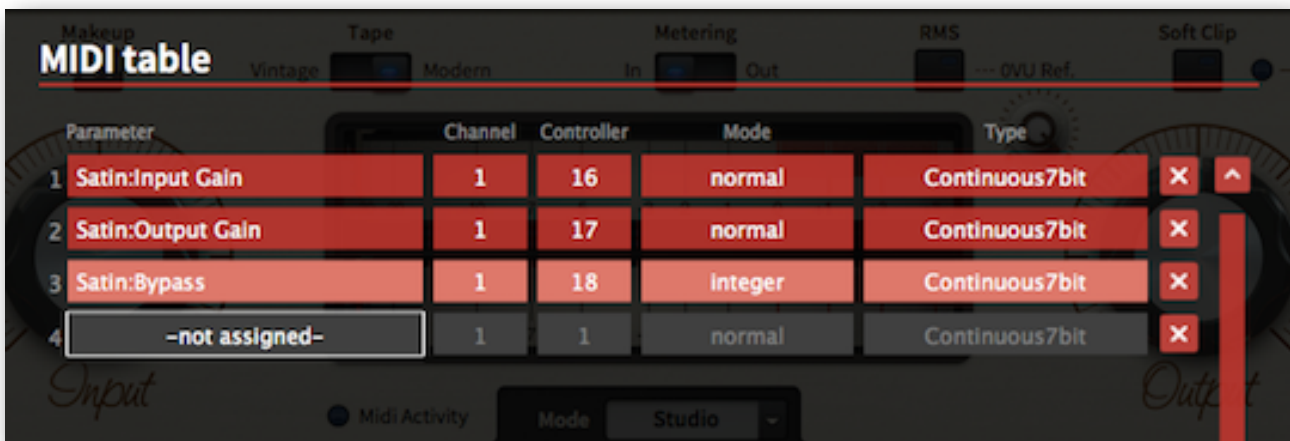 Makeup Tape Metering RMS Soft Clip
MIDI table
Vintage Modern In Out --- 0VU Ref.
Parameter Channel Controller Mode Type
1 Satin:Input Gain 1 16 normal Continuous7bit
2 Satin:Output Gain 1 17 normal Continuous7bit
3 Satin:Bypass 1 18 integer Continuous7bit
4 -not assigned- 1 1 normal Continuous7bit
Input Output
Midi Activity Mode Studio